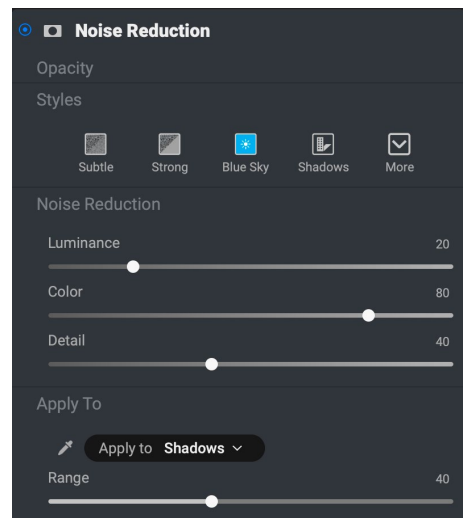 Noise Reduction
Opacity
Styles
Subtle Strong Blue Sky Shadows More
Noise Reduction
Luminance 20
Color 80
Detail 40
Apply To
Apply to Shadows
Range 40